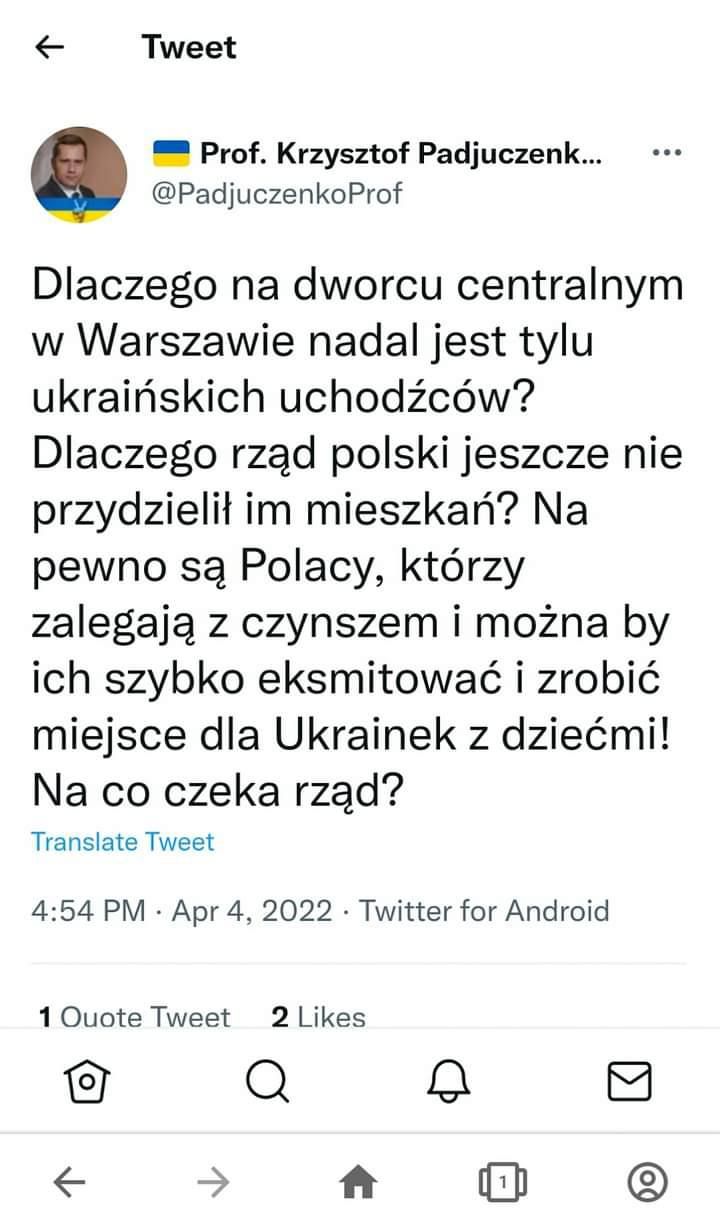 Tweet
Prof. Krzysztof Padjuczenk...
@PadjuczenkoProf
Dlaczego na dworcu centralnym
w Warszawie nadal jest tylu
ukraińskich uchodźców?
Dlaczego rząd polski jeszcze nie
przydzielił im mieszkań? Na
pewno są Polacy, którzy
zalegają z czynszem i można by
ich szybko eksmitować i zrobić
miejsce dla Ukrainek z dziećmi!
Na co czeka rząd?
Translate Tweet
4:54 PM · Apr 4, 2022 · Twitter for Android
1 Quote Tweet 2 Likes
1